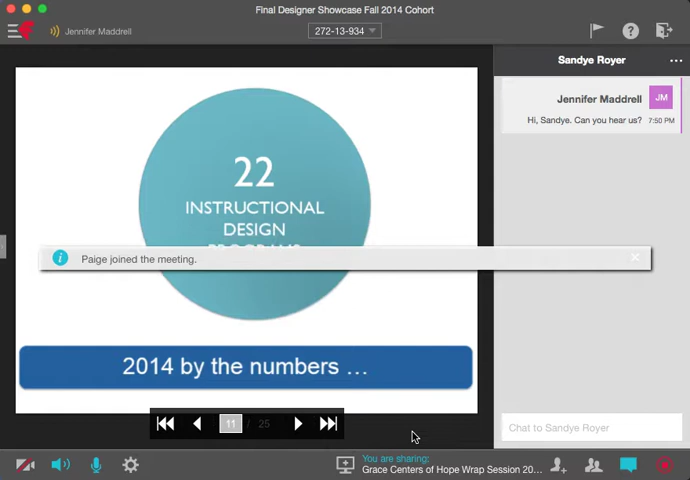 Final Designer Showcase Fall 2014 Cohort
Jennifer Maddrell
272-13-934
?
Sandye Royer
Jennifer Maddrell
JM
Hi, Sandye. Can you hear us?
7:50 PM
22
INSTRUCTIONAL
DESIGN
PROGRAMS
Paige joined the meeting.
2014 by the numbers …
11 / 25
Chat to Sandye Royer
You are sharing:
Grace Centers of Hope Wrap Session 20...